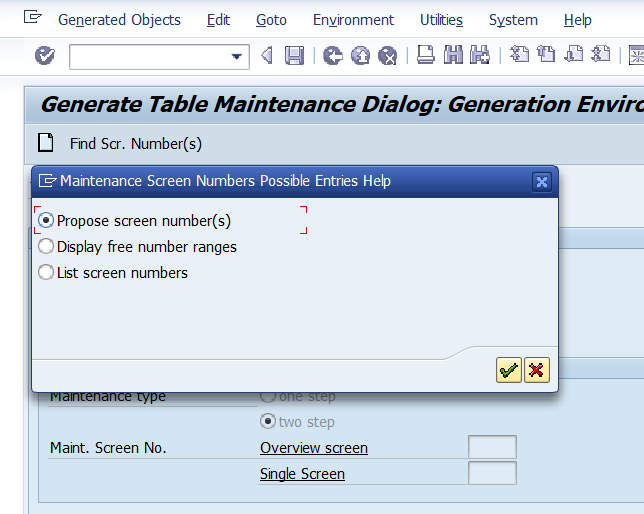 Generated Objects Edit Goto Environment Utilities System Help
Generate Table Maintenance Dialog: Generation Enviro
Find Scr. Number(s)
Maintenance Screen Numbers Possible Entries Help
Propose screen number(s)
Display free number ranges
List screen numbers
Maintenance type one step
two step
Maint. Screen No. Overview screen
Single Screen